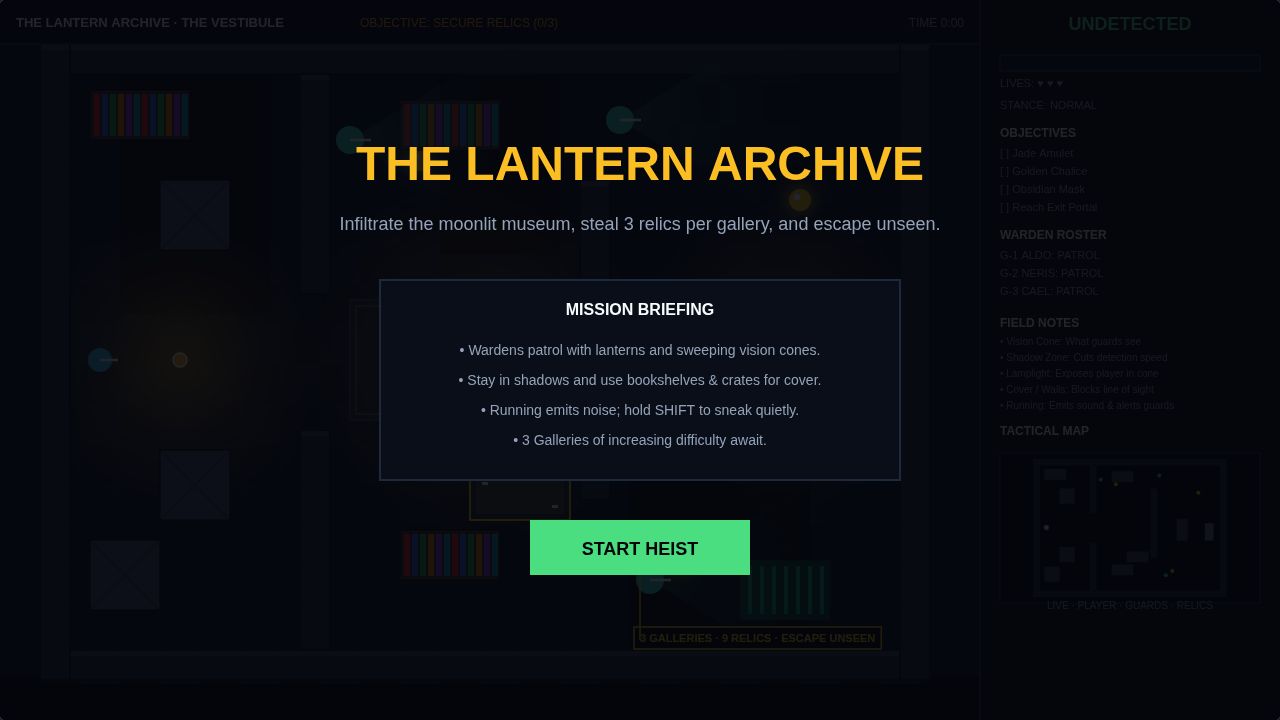 THE LANTERN ARCHIVE · THE VESTIBULE
OBJECTIVE: SECURE RELICS (0/3)
TIME 0:00
UNDETECTED
LIVES: ♥ ♥ ♥
STANCE: NORMAL
OBJECTIVES
[ ] Jade Amulet
[ ] Golden Chalice
[ ] Obsidian Mask
[ ] Reach Exit Portal
WARDEN ROSTER
G-1 ALDO: PATROL
G-2 NERIS: PATROL
G-3 CAEL: PATROL
FIELD NOTES
• Vision Cone: What guards see
• Shadow Zone: Cuts detection speed
• Lamplight: Exposes player in cone
• Cover / Walls: Blocks line of sight
• Running: Emits sound & alerts guards
TACTICAL MAP
LIVE · PLAYER · GUARDS · RELICS
THE LANTERN ARCHIVE
Infiltrate the moonlit museum, steal 3 relics per gallery, and escape unseen.
MISSION BRIEFING
• Wardens patrol with lanterns and sweeping vision cones.
• Stay in shadows and use bookshelves & crates for cover.
• Running emits noise; hold SHIFT to sneak quietly.
• 3 Galleries of increasing difficulty await.
START HEIST
3 GALLERIES · 9 RELICS · ESCAPE UNSEEN